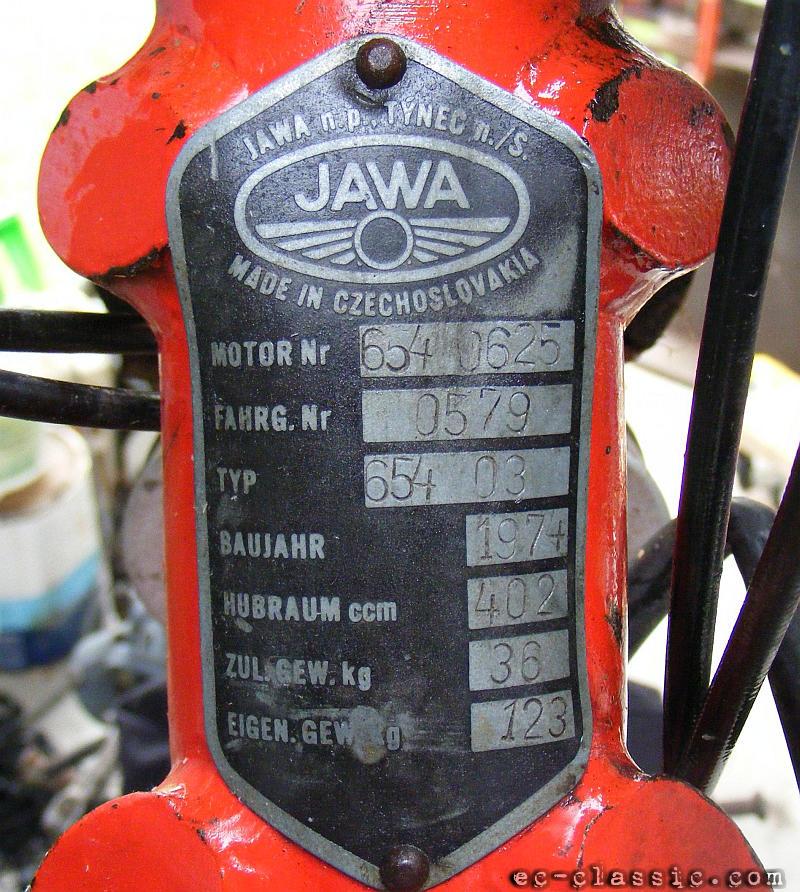 JAWA n.p., TÝNEC n./S.
JAWA
MADE IN CZECHOSLOVAKIA
MOTOR Nr 654 0625
FAHRG. Nr 0579
TYP 654 03
BAUJAHR 1974
HUBRAUM ccm 402
ZUL. GEW. kg 36
EIGEN. GEW. kg 123
ec-classic.com